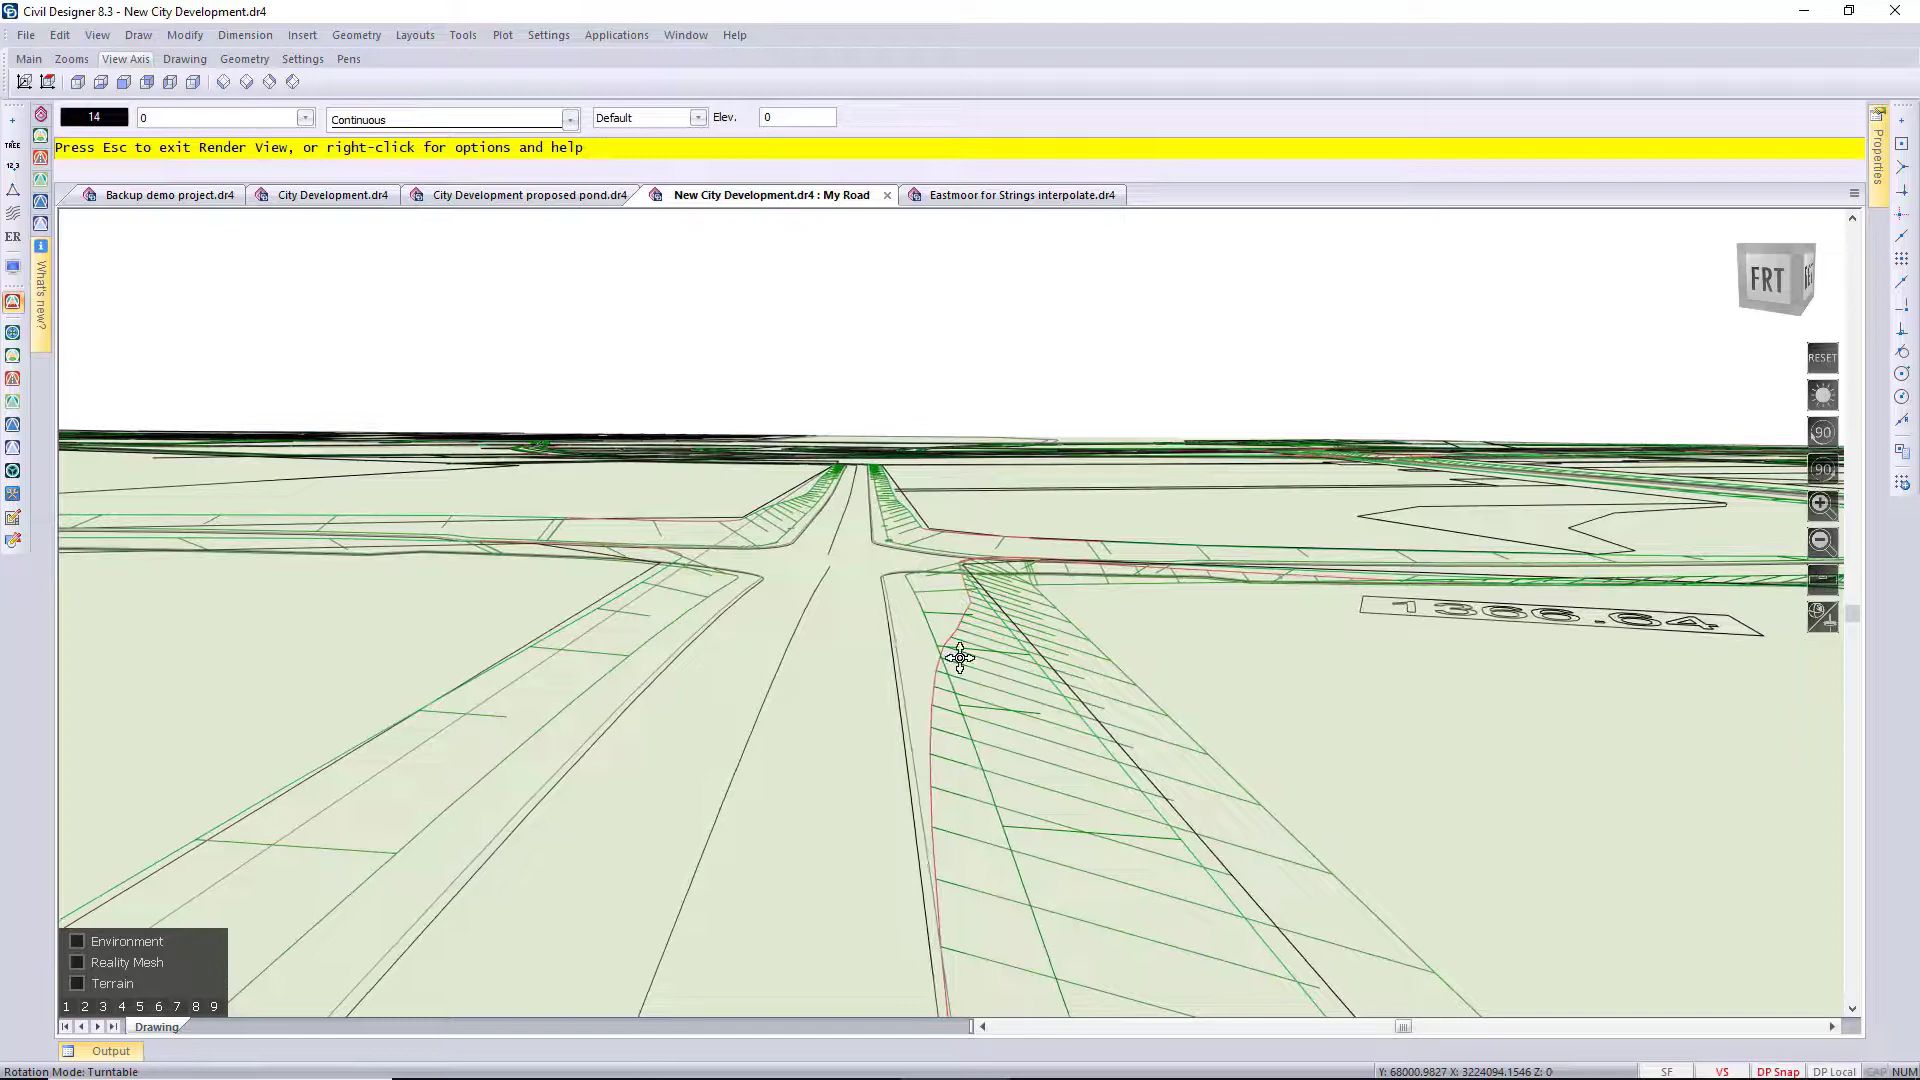 Civil Designer 8.3 - New City Development.dr4
File Edit View Draw Modify Dimension Insert Geometry Layouts Tools Plot Settings Applications Window Help
Main Zooms View Axis Drawing Geometry Settings Pens
14 0 Continuous Default Elev. 0
Press Esc to exit Render View, or right-click for options and help
Backup demo project.dr4 City Development.dr4 City Development proposed pond.dr4 New City Development.dr4 : My Road Eastmoor for Strings interpolate.dr4
TREE
ER
What's new?
Properties
FRT
RESET
90
90
1366.64
Environment
Reality Mesh
Terrain
1 2 3 4 5 6 7 8 9
Drawing
Output
Rotation Mode: Turntable
Y: 68000.9827 X: 3224094.1546 Z: 0 SF VS DP Snap DP Local CAP NUM